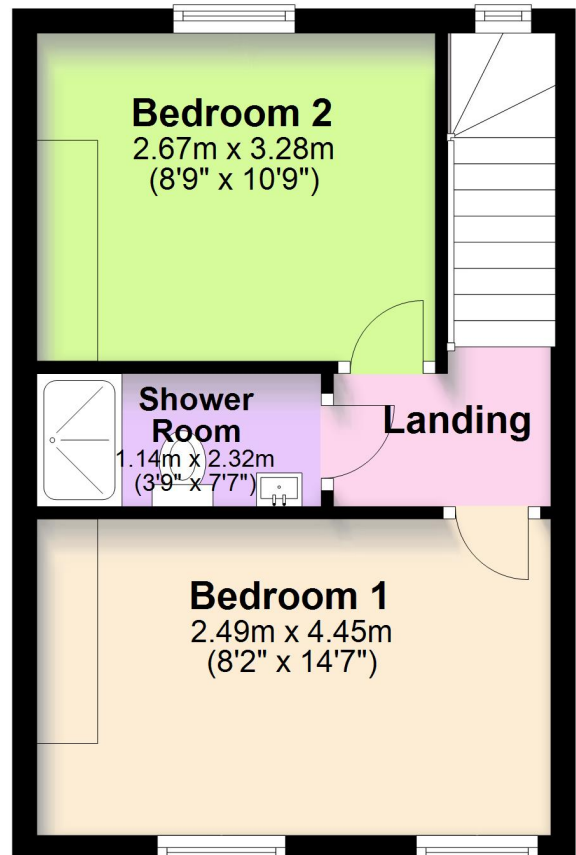 Bedroom 2
2.67m x 3.28m
(8'9" x 10'9")
Shower
Room
1.14m x 2.32m
(3'9" x 7'7")
Landing
Bedroom 1
2.49m x 4.45m
(8'2" x 14'7")